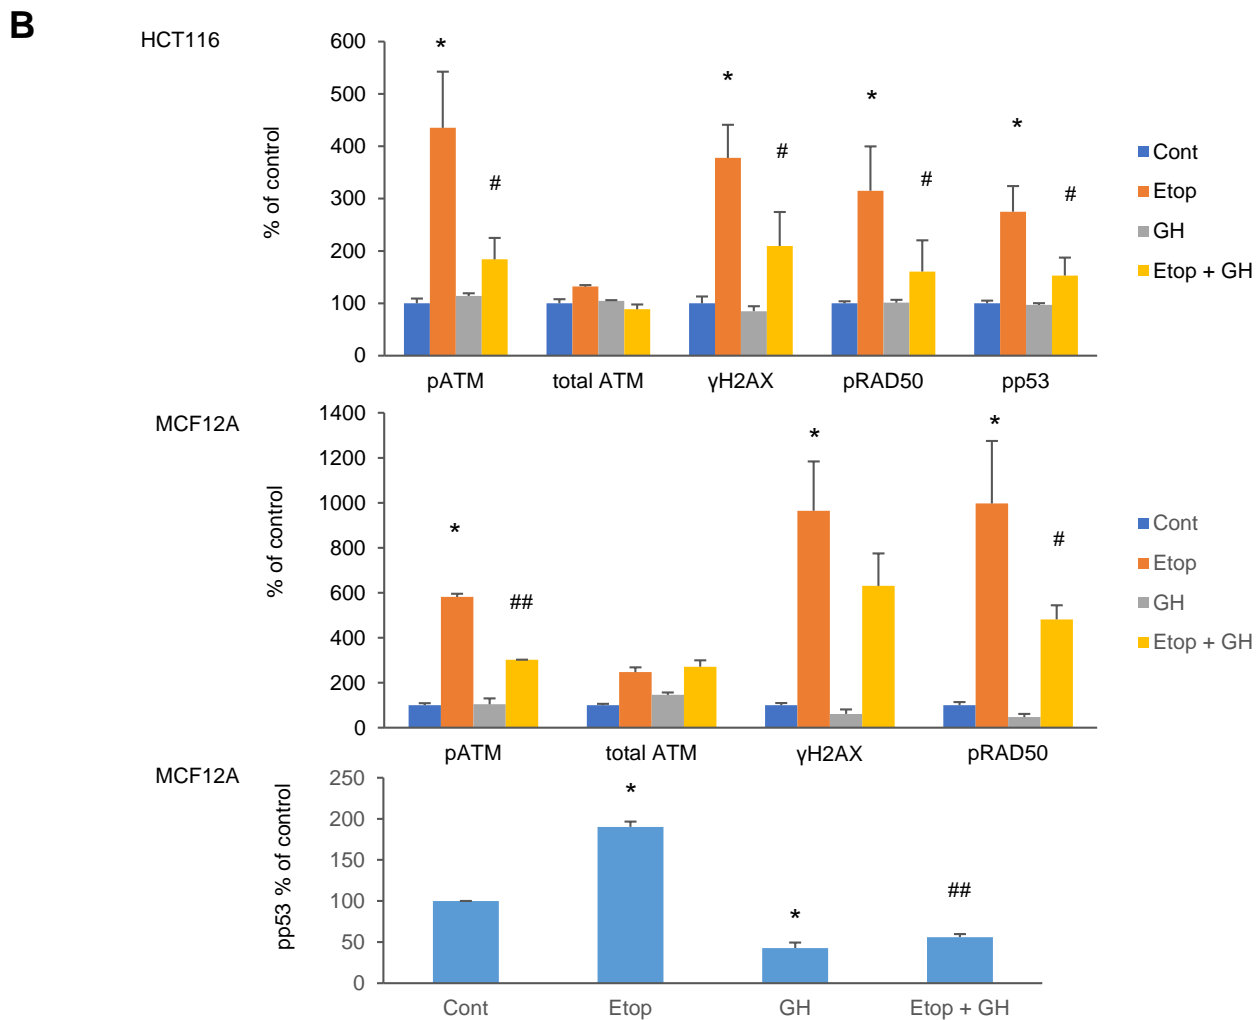 B
HCT116
% of control
600
500
400
300
200
100
0
*
#
*
#
*
#
*
#
pATM
total ATM
γH2AX
pRAD50
pp53
Cont
Etop
GH
Etop + GH
MCF12A
% of control
1400
1200
1000
800
600
400
200
0
*
##
*
*
#
pATM
total ATM
γH2AX
pRAD50
Cont
Etop
GH
Etop + GH
MCF12A
pp53 % of control
250
200
150
100
50
0
*
*
##
Cont
Etop
GH
Etop + GH